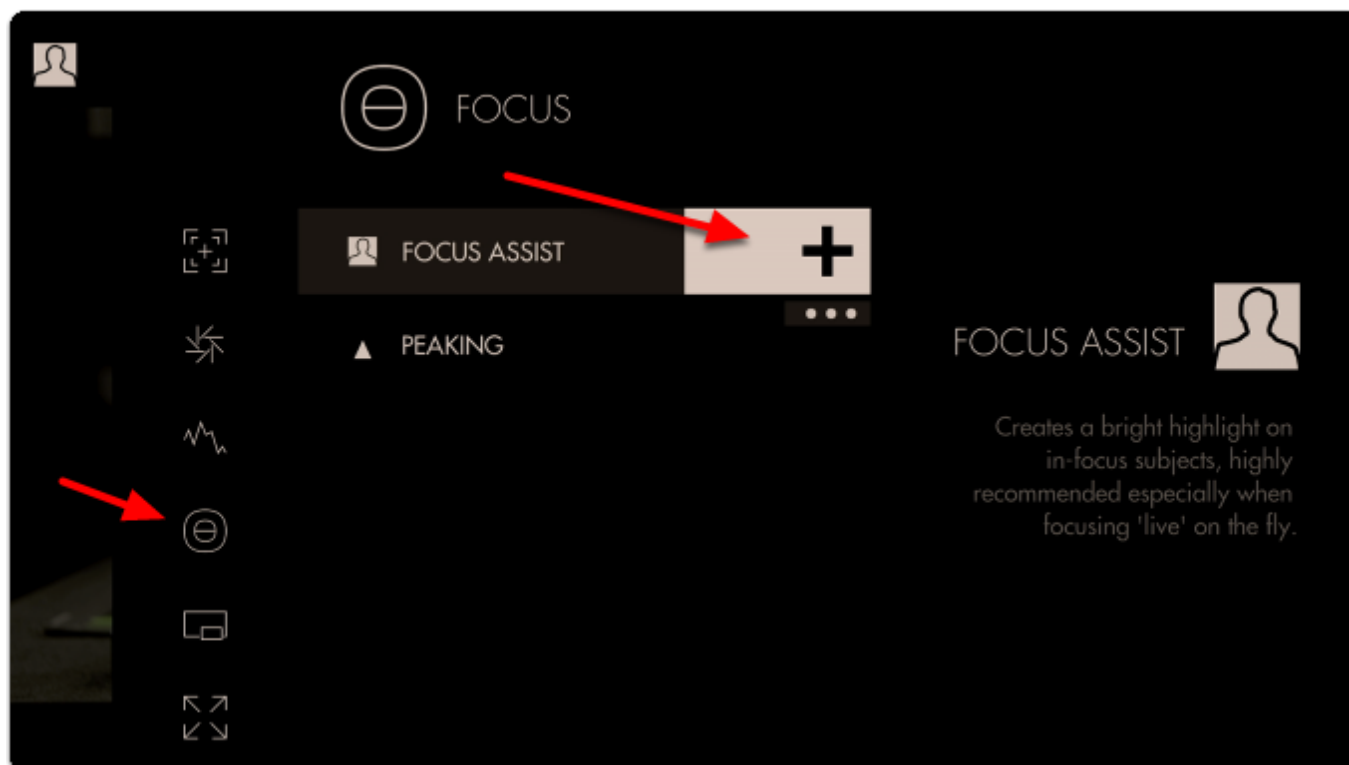 FOCUS
FOCUS ASSIST
PEAKING
FOCUS ASSIST
Creates a bright highlight on
in-focus subjects, highly
recommended especially when
focusing 'live' on the fly.